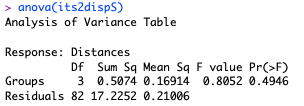 > anova(its2dispS)
Analysis of Variance Table
Response: Distances
Df Sum Sq Mean Sq F value Pr(>F)
Groups 3 0.5074 0.16914 0.8052 0.4946
Residuals 82 17.2252 0.21006